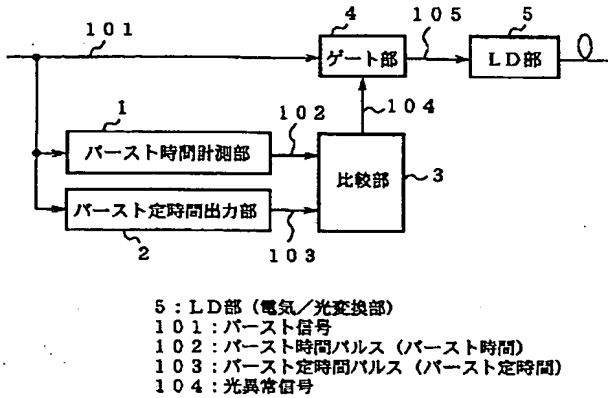 4
105
5
101
ゲート部
LD部
104
1
102
バースト時間計測部
比較部
3
バースト定時間出力部
2
103
5:LD部(電気/光変換部)
101:バースト信号
102:バースト時間パルス(バースト時間)
103:バースト定時間パルス(バースト定時間)
104:光異常信号